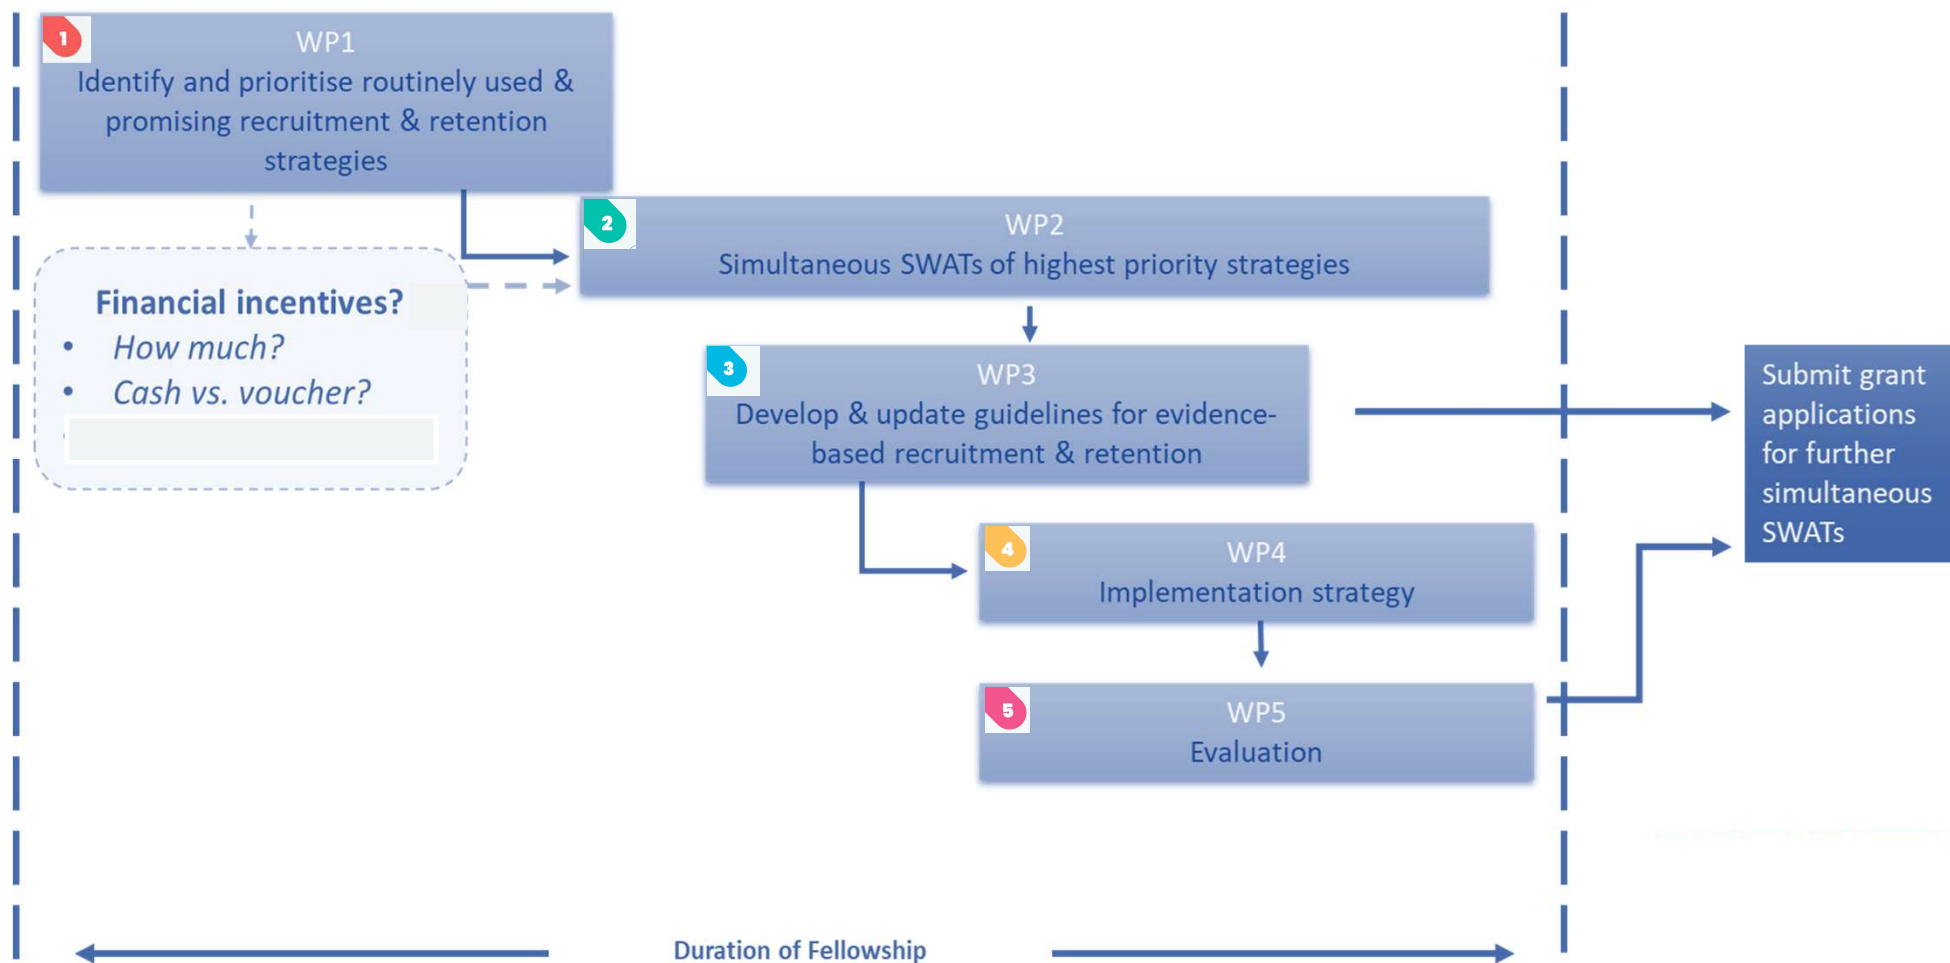 1
WP1
Identify and prioritise routinely used &
promising recruitment & retention
strategies
2
WP2
Simultaneous SWATs of highest priority strategies
Financial incentives?
• How much?
• Cash vs. voucher?
3
WP3
Develop & update guidelines for evidence-
based recruitment & retention
Submit grant
applications
for further
simultaneous
SWATs
4
WP4
Implementation strategy
5
WP5
Evaluation
Duration of Fellowship